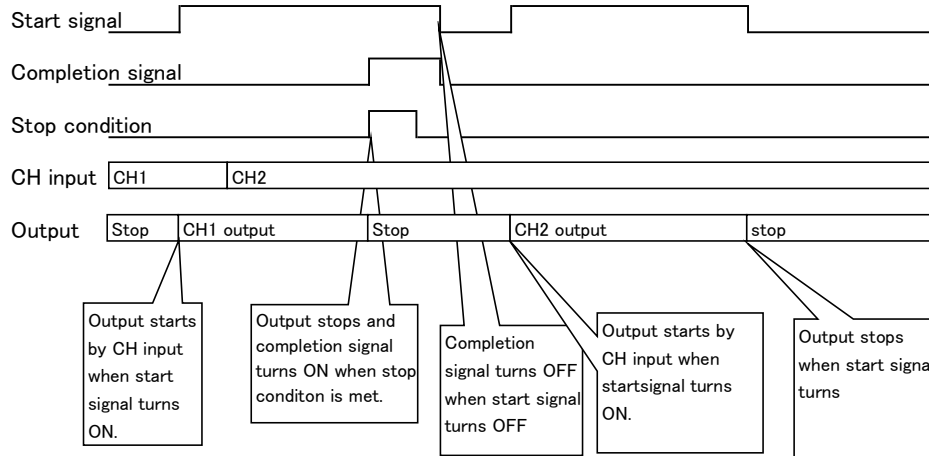 Start signal
Completion signal
Stop condition
CH input
CH1
CH2
Output
Stop
CH1 output
Stop
CH2 output
stop
Output starts
by CH input
when start
signal turns
ON.
Output stops and
completion signal
turns ON when stop
conditon is met.
Completion
signal turns OFF
when start signal
turns OFF
Output starts by
CH input when
startsignal turns
ON.
Output stops
when start signa
turns